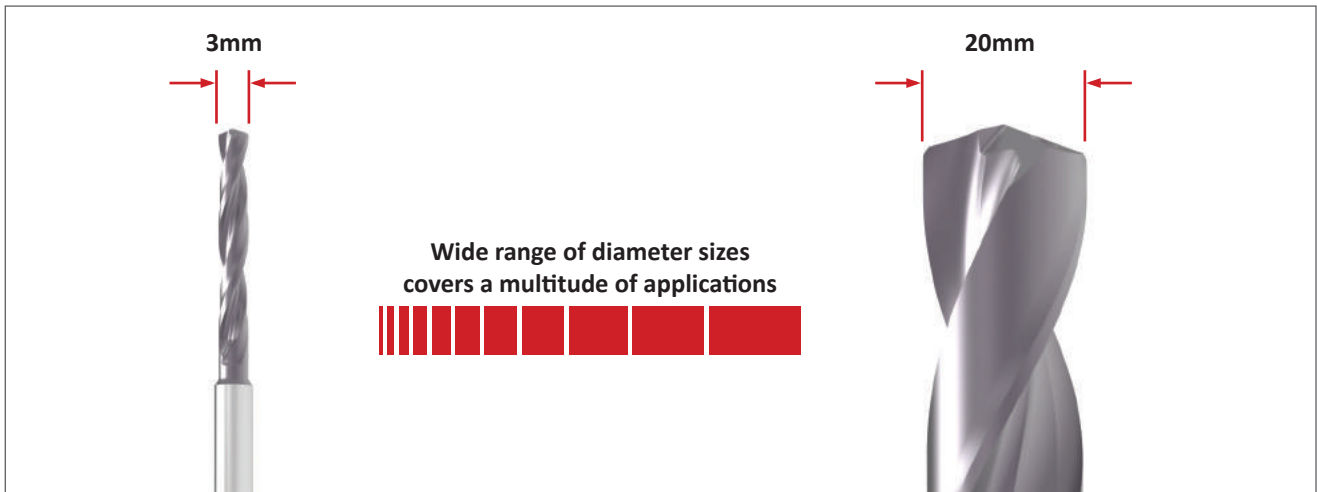 3mm
20mm
Wide range of diameter sizes
covers a multitude of applications